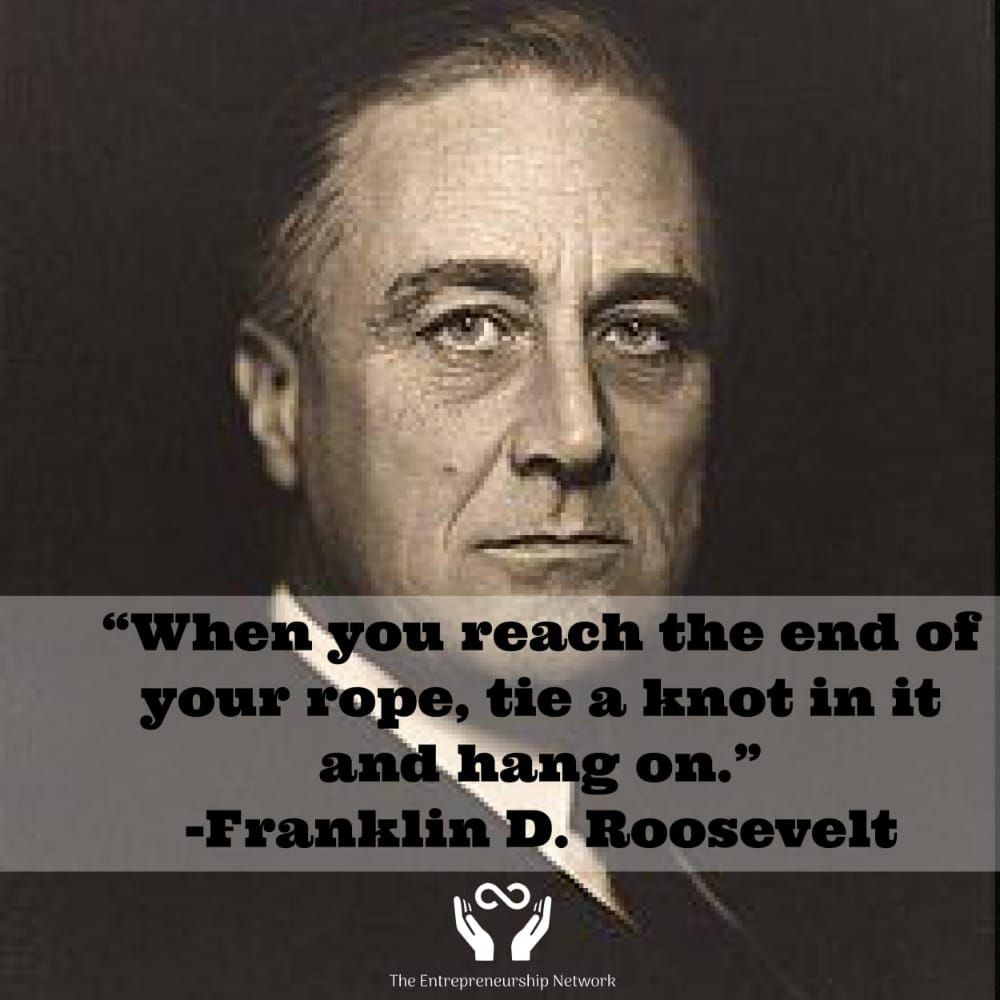 “When you reach the end of
your rope, tie a knot in it
and hang on.”
-Franklin D. Roosevelt
The Entrepreneurship Network